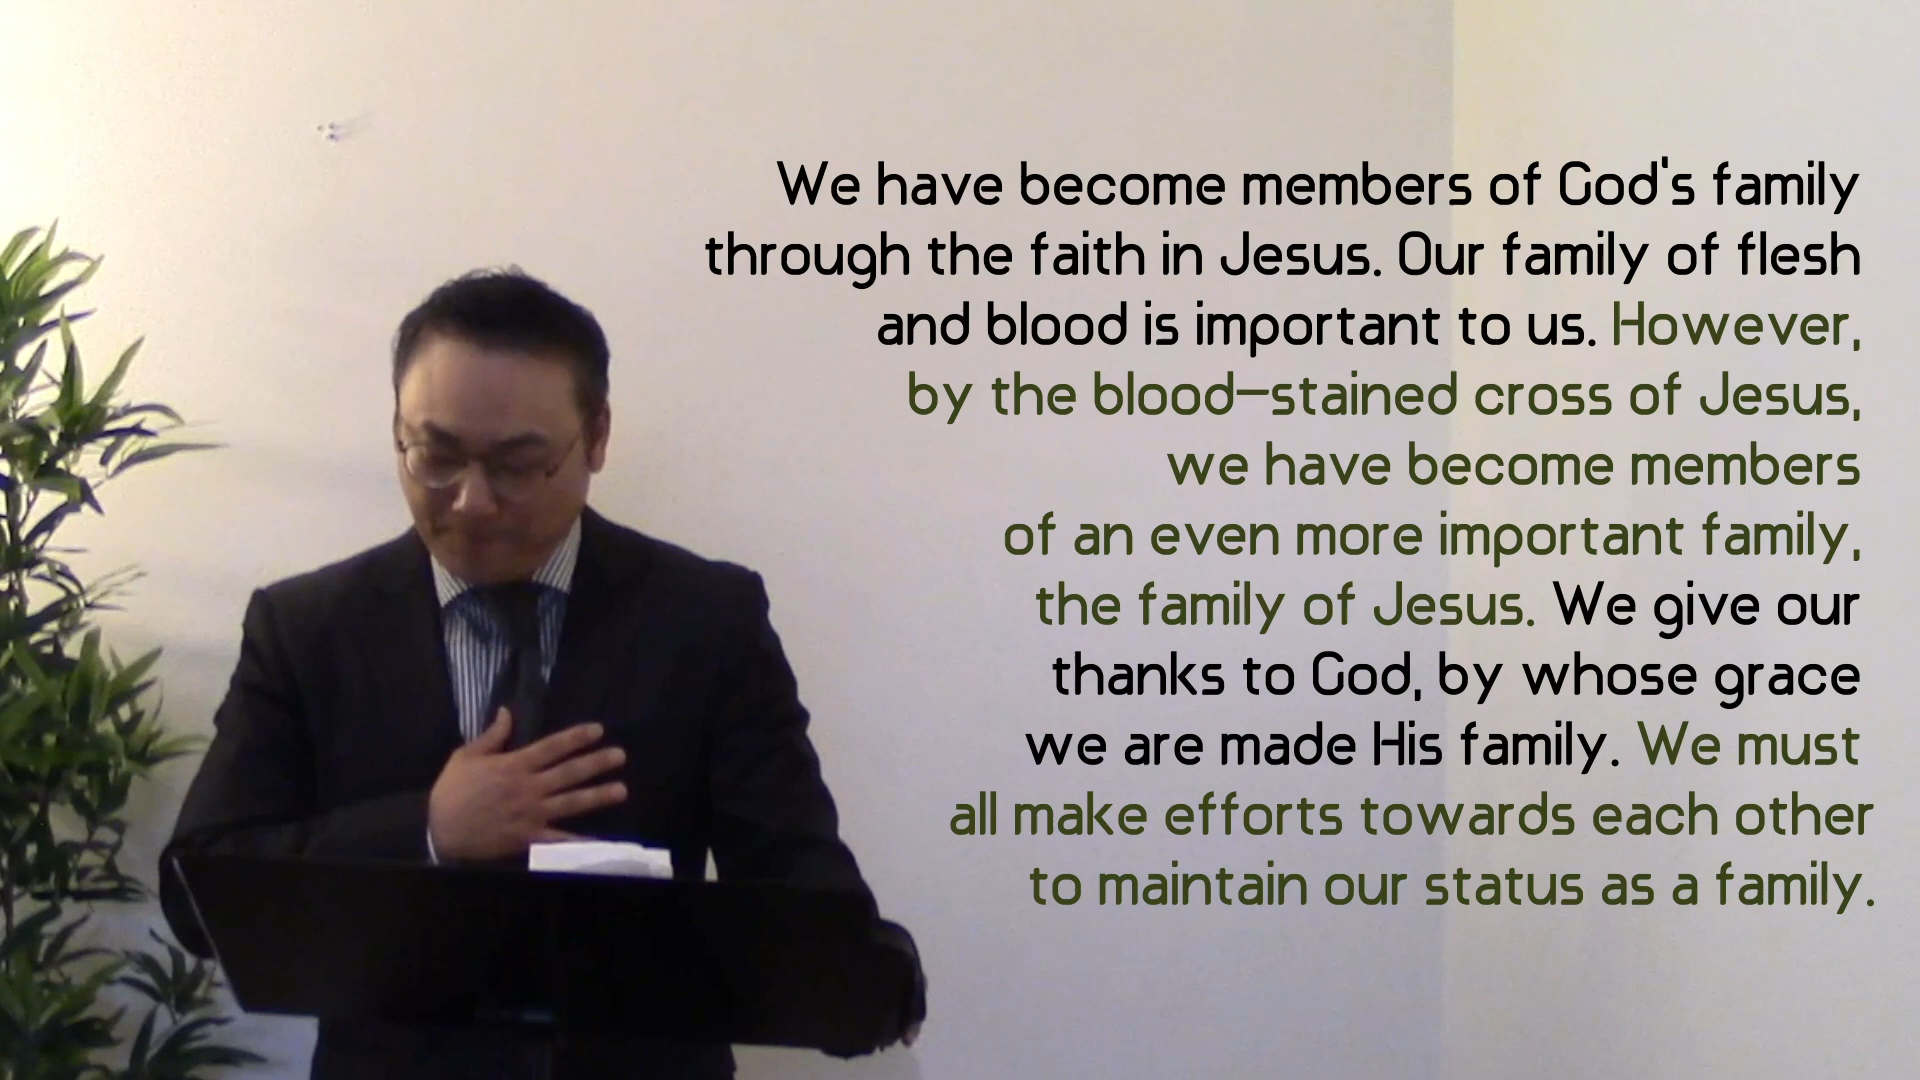 We have become members of God's family
through the faith in Jesus. Our family of flesh
and blood is important to us. However,
by the blood-stained cross of Jesus,
we have become members
of an even more important family,
the family of Jesus. We give our
thanks to God, by whose grace
we are made His family. We must
all make efforts towards each other
to maintain our status as a family.